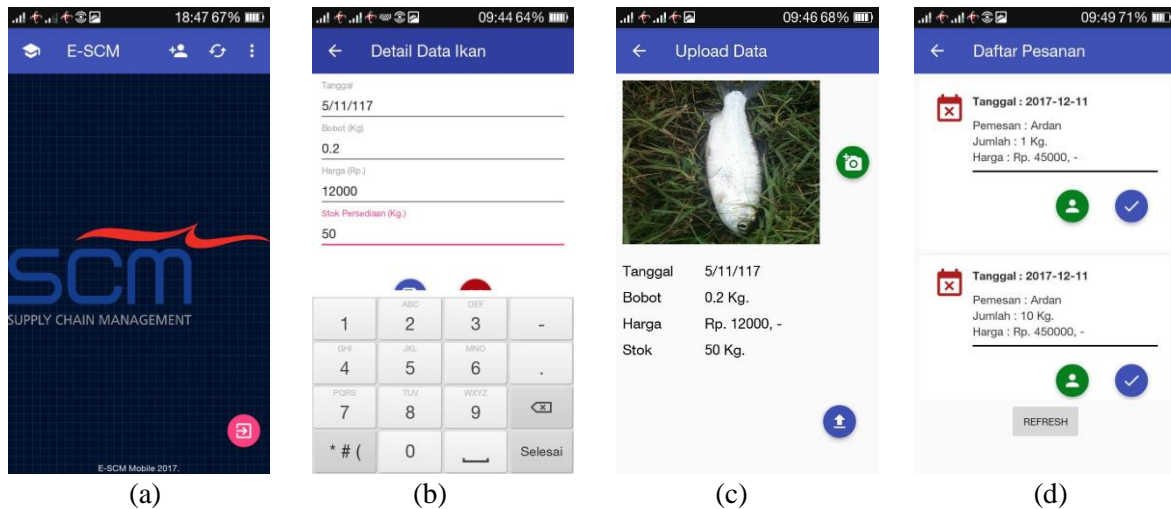 18:47 67%
E-SCM
SCM
SUPPLY CHAIN MANAGEMENT
E-SCM Mobile 2017.
(a)
09:44 64%
Detail Data Ikan
Tanggal
5/11/117
Bobot (Kg)
0.2
Harga (Rp.)
12000
Stok Persediaan (Kg.)
50
ABC DEF
1 2 3 -
GHI JKL MNO
4 5 6 .
PQRS TUV WXYZ
7 8 9
* # ( 0 Selesai
(b)
09:46 68%
Upload Data
Tanggal 5/11/117
Bobot 0.2 Kg.
Harga Rp. 12000, -
Stok 50 Kg.
(c)
09:49 71%
Daftar Pesanan
Tanggal : 2017-12-11
Pemesan : Ardan
Jumlah : 1 Kg.
Harga : Rp. 45000, -
Tanggal : 2017-12-11
Pemesan : Ardan
Jumlah : 10 Kg.
Harga : Rp. 450000, -
REFRESH
(d)